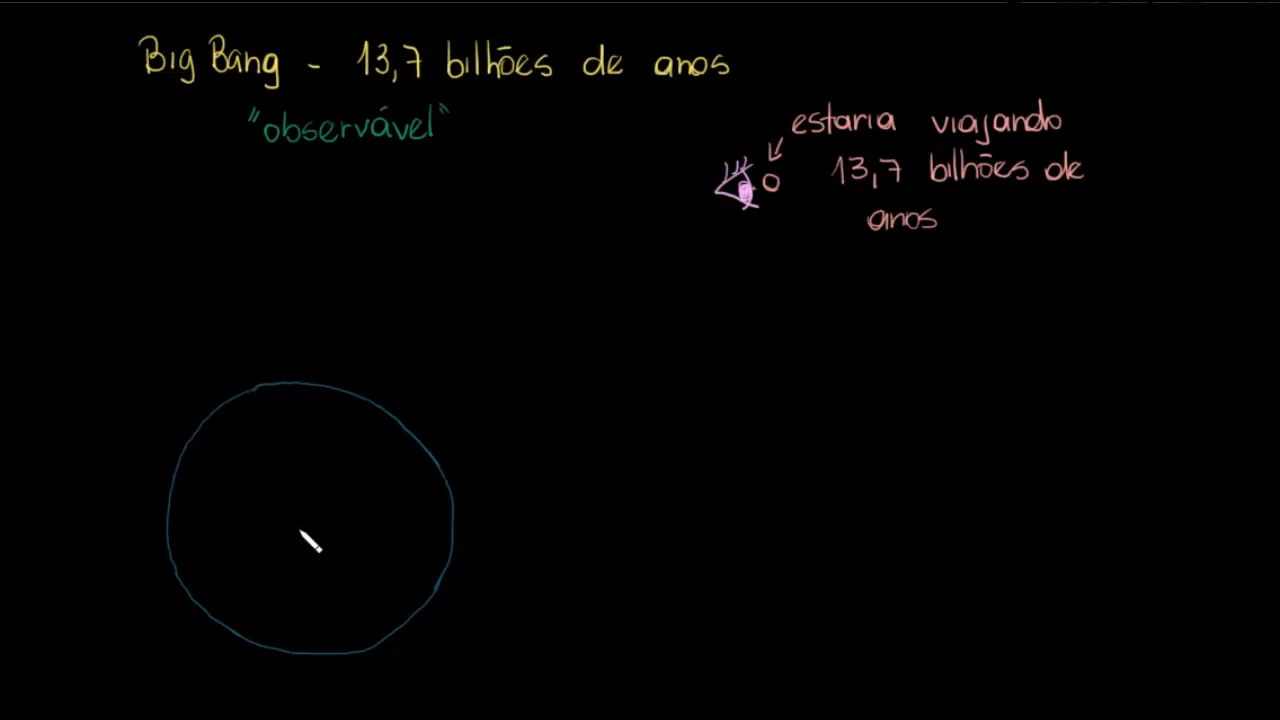 Big Bang - 13,7 bilhões de anos
"observável"
estaria viajando
13,7 bilhões de
anos